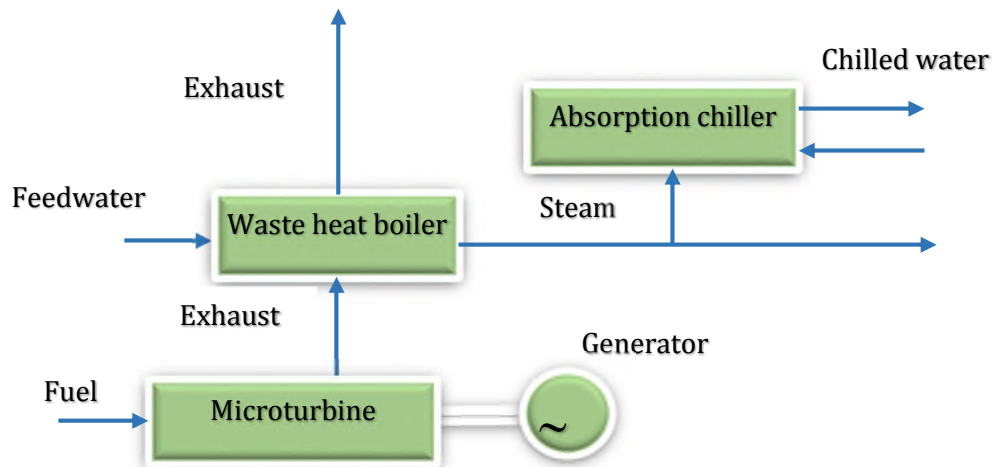 Exhaust
Chilled water
Absorption chiller
Feedwater
Waste heat boiler
Steam
Exhaust
Generator
Fuel
Microturbine
~